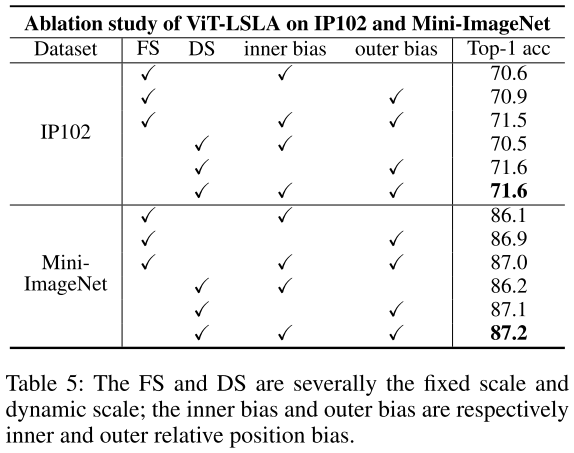 Ablation study of ViT-LSLA on IP102 and Mini-ImageNet
Dataset FS DS inner bias outer bias Top-1 acc
IP102
✓ ✓ 70.6
✓ ✓ 70.9
✓ ✓ ✓ 71.5
✓ ✓ 70.5
✓ ✓ 71.6
✓ ✓ ✓ 71.6
Mini-
ImageNet
✓ ✓ 86.1
✓ ✓ 86.9
✓ ✓ ✓ 87.0
✓ ✓ 86.2
✓ ✓ 87.1
✓ ✓ ✓ 87.2
Table 5: The FS and DS are severally the fixed scale and
dynamic scale; the inner bias and outer bias are respectively
inner and outer relative position bias.